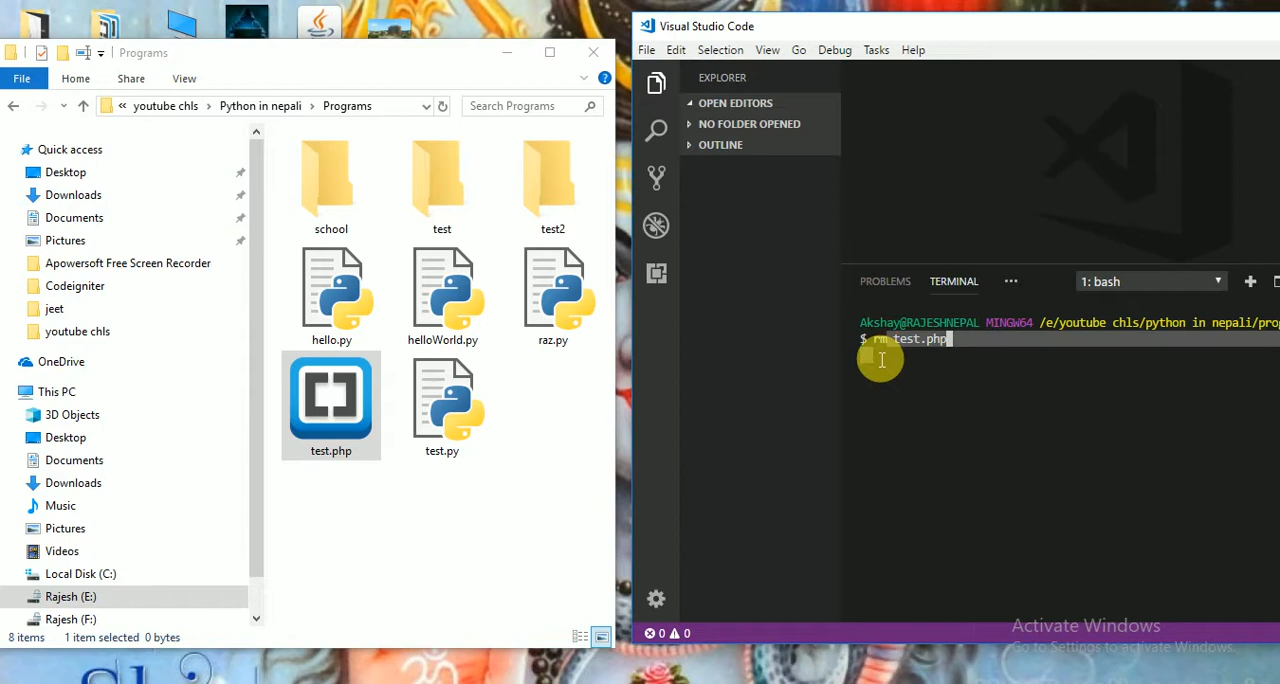 Programs
File
Home
Share
View
« youtube chls > Python in nepali > Programs
Search Programs
Quick access
Desktop
Downloads
Documents
Pictures
Apowersoft Free Screen Recorder
Codeigniter
jeet
youtube chls
OneDrive
This PC
3D Objects
Desktop
Documents
Downloads
Music
Pictures
Videos
Local Disk (C:)
Rajesh (E:)
Rajesh (F:)
school
test
test2
hello.py
helloWorld.py
raz.py
test.php
test.py
8 items 1 item selected 0 bytes
Visual Studio Code
File Edit Selection View Go Debug Tasks Help
EXPLORER
OPEN EDITORS
NO FOLDER OPENED
OUTLINE
PROBLEMS TERMINAL ... 1: bash
Akshay@RAJESHNEPAL MINGW64 /e/youtube chls/python in nepali/pro
$ rm test.php
0 0
Activate Windows
Go to Settings to activate Windows.